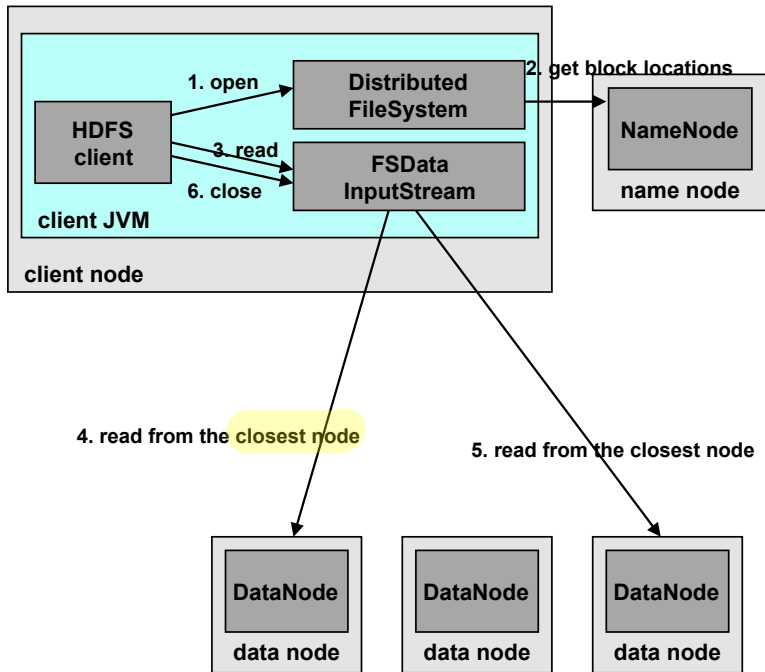 1. open
Distributed
FileSystem
2. get block locations
HDFS
client
NameNode
3. read
FSData
InputStream
6. close
name node
client JVM
client node
4. read from the closest node
5. read from the closest node
DataNode
data node
DataNode
data node
DataNode
data node